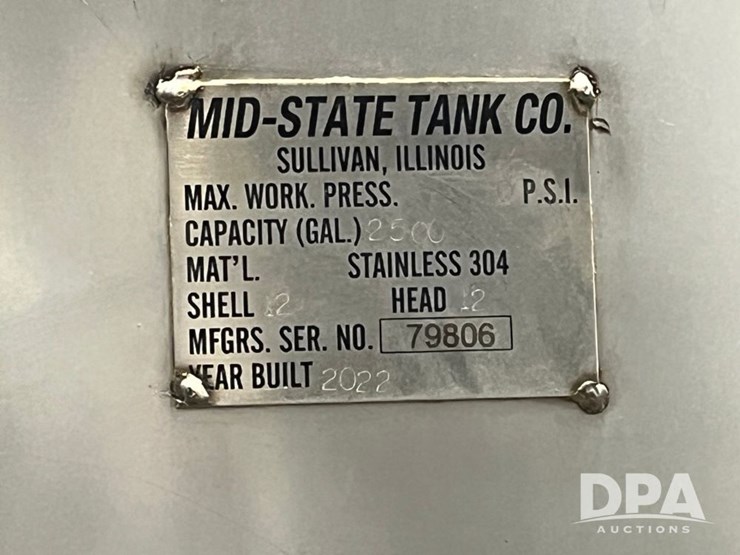 MID-STATE TANK CO.
SULLIVAN, ILLINOIS
MAX. WORK. PRESS. P.S.I.
CAPACITY (GAL.) 2500
MAT'L. STAINLESS 304
SHELL 12 HEAD 12
MFGRS. SER. NO. 79806
YEAR BUILT 2022
DPA
AUCTIONS